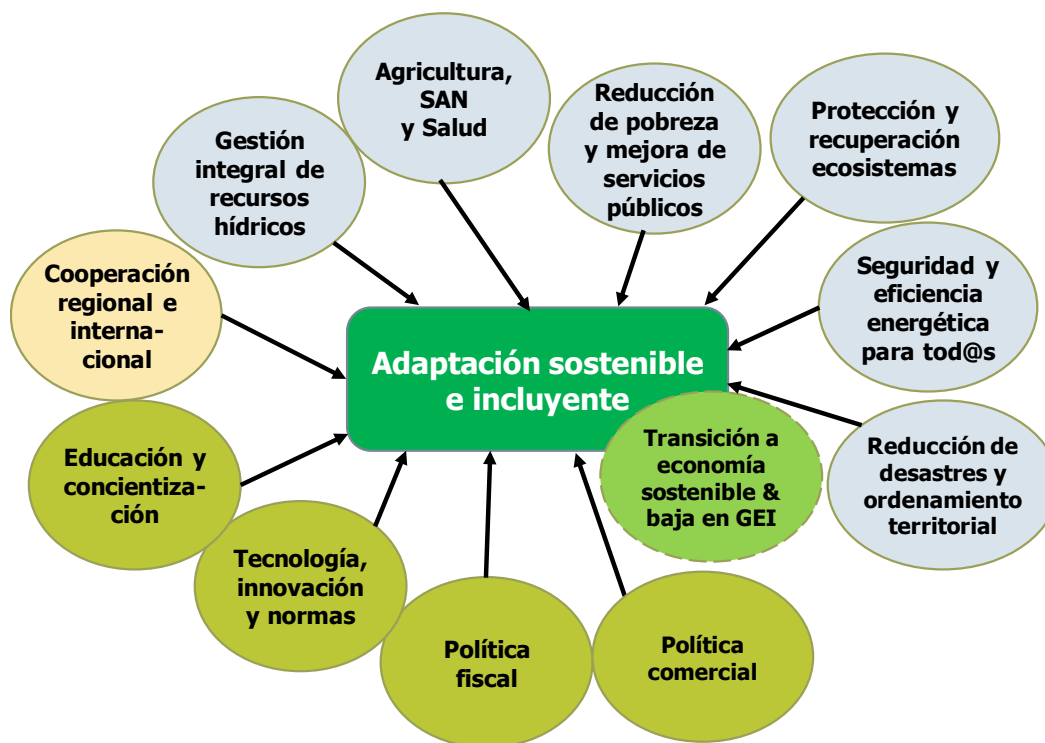 Agricultura,
SAN
y Salud
Reducción
de pobreza
y mejora de
servicios
públicos
Protección y
recuperación
ecosistemas
Gestión
integral de
recursos
hídricos
Cooperación
regional e
interna-
cional
Seguridad y
eficiencia
energética
para tod@s
Adaptación sostenible
e incluyente
Transición a
economía
sostenible &
baja en GEI
Reducción de
desastres y
ordenamiento
territorial
Educación y
concientiza-
ción
Tecnología,
innovación
y normas
Política
fiscal
Política
comercial